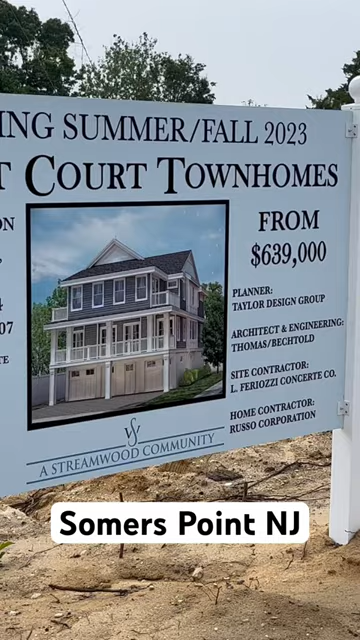 ING SUMMER/FALL 2023
T COURT TOWNHOMES
ON
FROM
$639,000
4
07
TE
PLANNER:
TAYLOR DESIGN GROUP
ARCHITECT & ENGINEERING:
THOMAS/BECHTOLD
SITE CONTRACTOR:
L. FERIOZZI CONCERTE CO.
HOME CONTRACTOR:
RUSSO CORPORATION
A STREAMWOOD COMMUNITY
Somers Point NJ